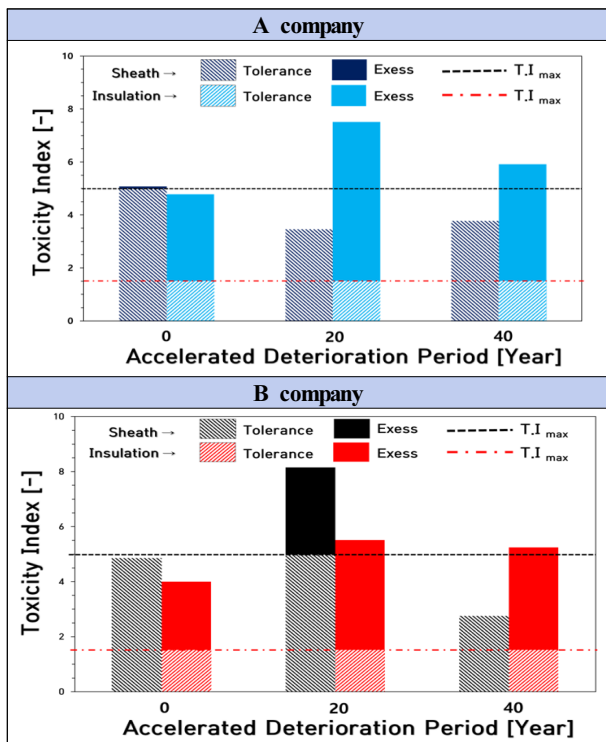 A company
10
8
6
4
2
0
Toxicity Index [-]
Sheath → Tolerance Exess T.I max
Insulation → Tolerance Exess T.I max
0 20 40
Accelerated Deterioration Period [Year]
B company
10
8
6
4
2
0
Toxicity Index [-]
Sheath → Tolerance Exess T.I max
Insulation → Tolerance Exess T.I max
0 20 40
Accelerated Deterioration Period [Year]